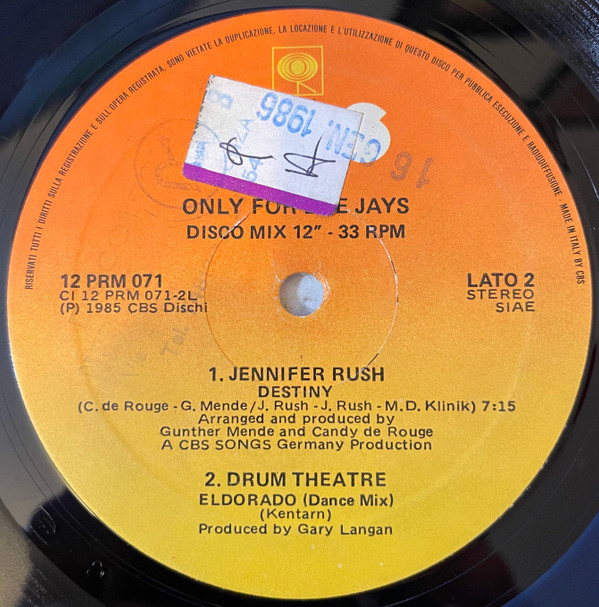 RISERVATI TUTTI I DIRITTI SULLA REGISTRAZIONE E SULL'OPERA REGISTRATA, SONO VIETATE LA DUPLICAZIONE, LA LOCAZIONE E L'UTILIZZAZIONE DI QUESTO DISCO PER PUBBLICA ESECUZIONE E RADIODIFFUSIONE. MADE IN ITALY BY CBS
16 GEN. 1986
ONLY FOR JAYS
DISCO MIX 12" - 33 RPM
12 PRM 071
CI 12 PRM 071-2L
(P) 1985 CBS Dischi
LATO 2
STEREO
SIAE
1. JENNIFER RUSH
DESTINY
(C. de Rouge - G. Mende/J. Rush - J. Rush - M.D. Klinik) 7:15
Arranged and produced by
Gunther Mende and Candy de Rouge
A CBS SONGS Germany Production
2. DRUM THEATRE
ELDORADO (Dance Mix)
(Kentarn)
Produced by Gary Langan